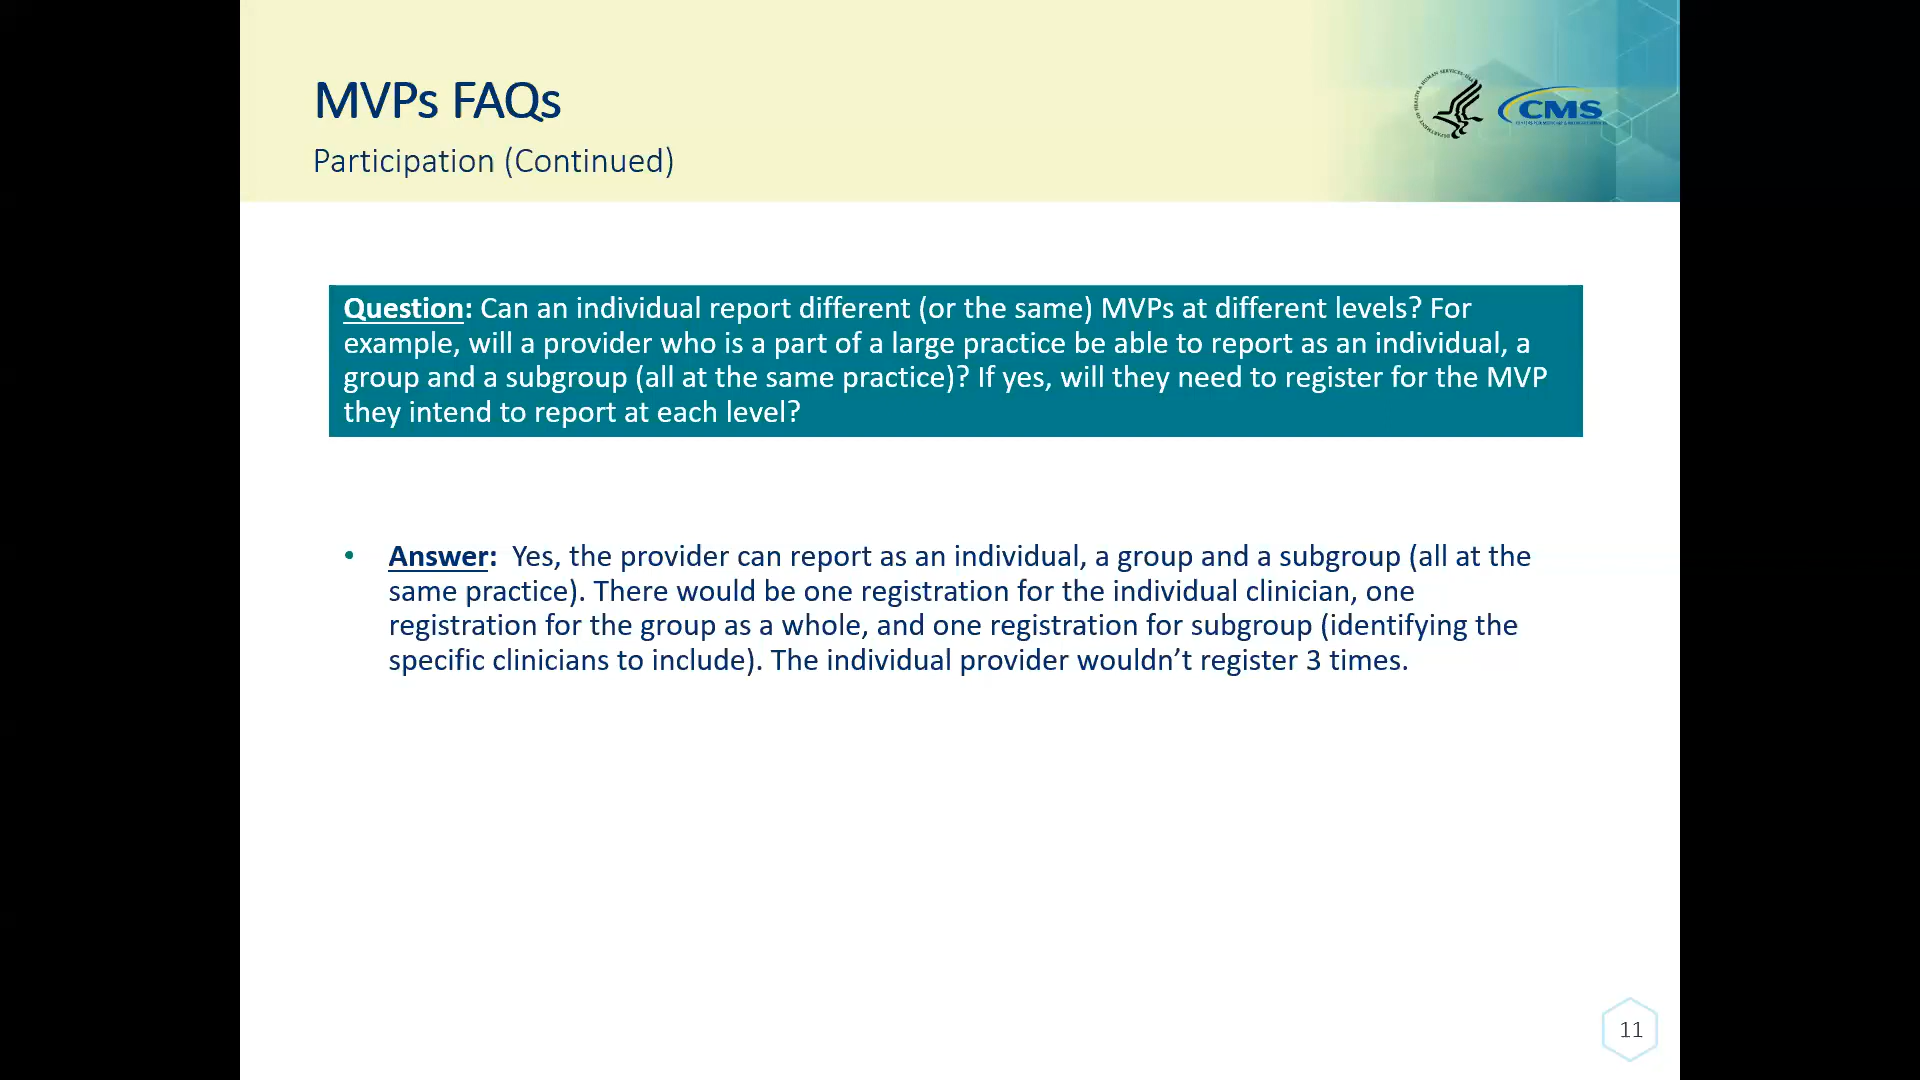 MVPs FAQs
Participation (Continued)
CMS
Question: Can an individual report different (or the same) MVPs at different levels? For
example, will a provider who is a part of a large practice be able to report as an individual, a
group and a subgroup (all at the same practice)? If yes, will they need to register for the MVP
they intend to report at each level?
• Answer:  Yes, the provider can report as an individual, a group and a subgroup (all at the
same practice). There would be one registration for the individual clinician, one
registration for the group as a whole, and one registration for subgroup (identifying the
specific clinicians to include). The individual provider wouldn’t register 3 times.
11